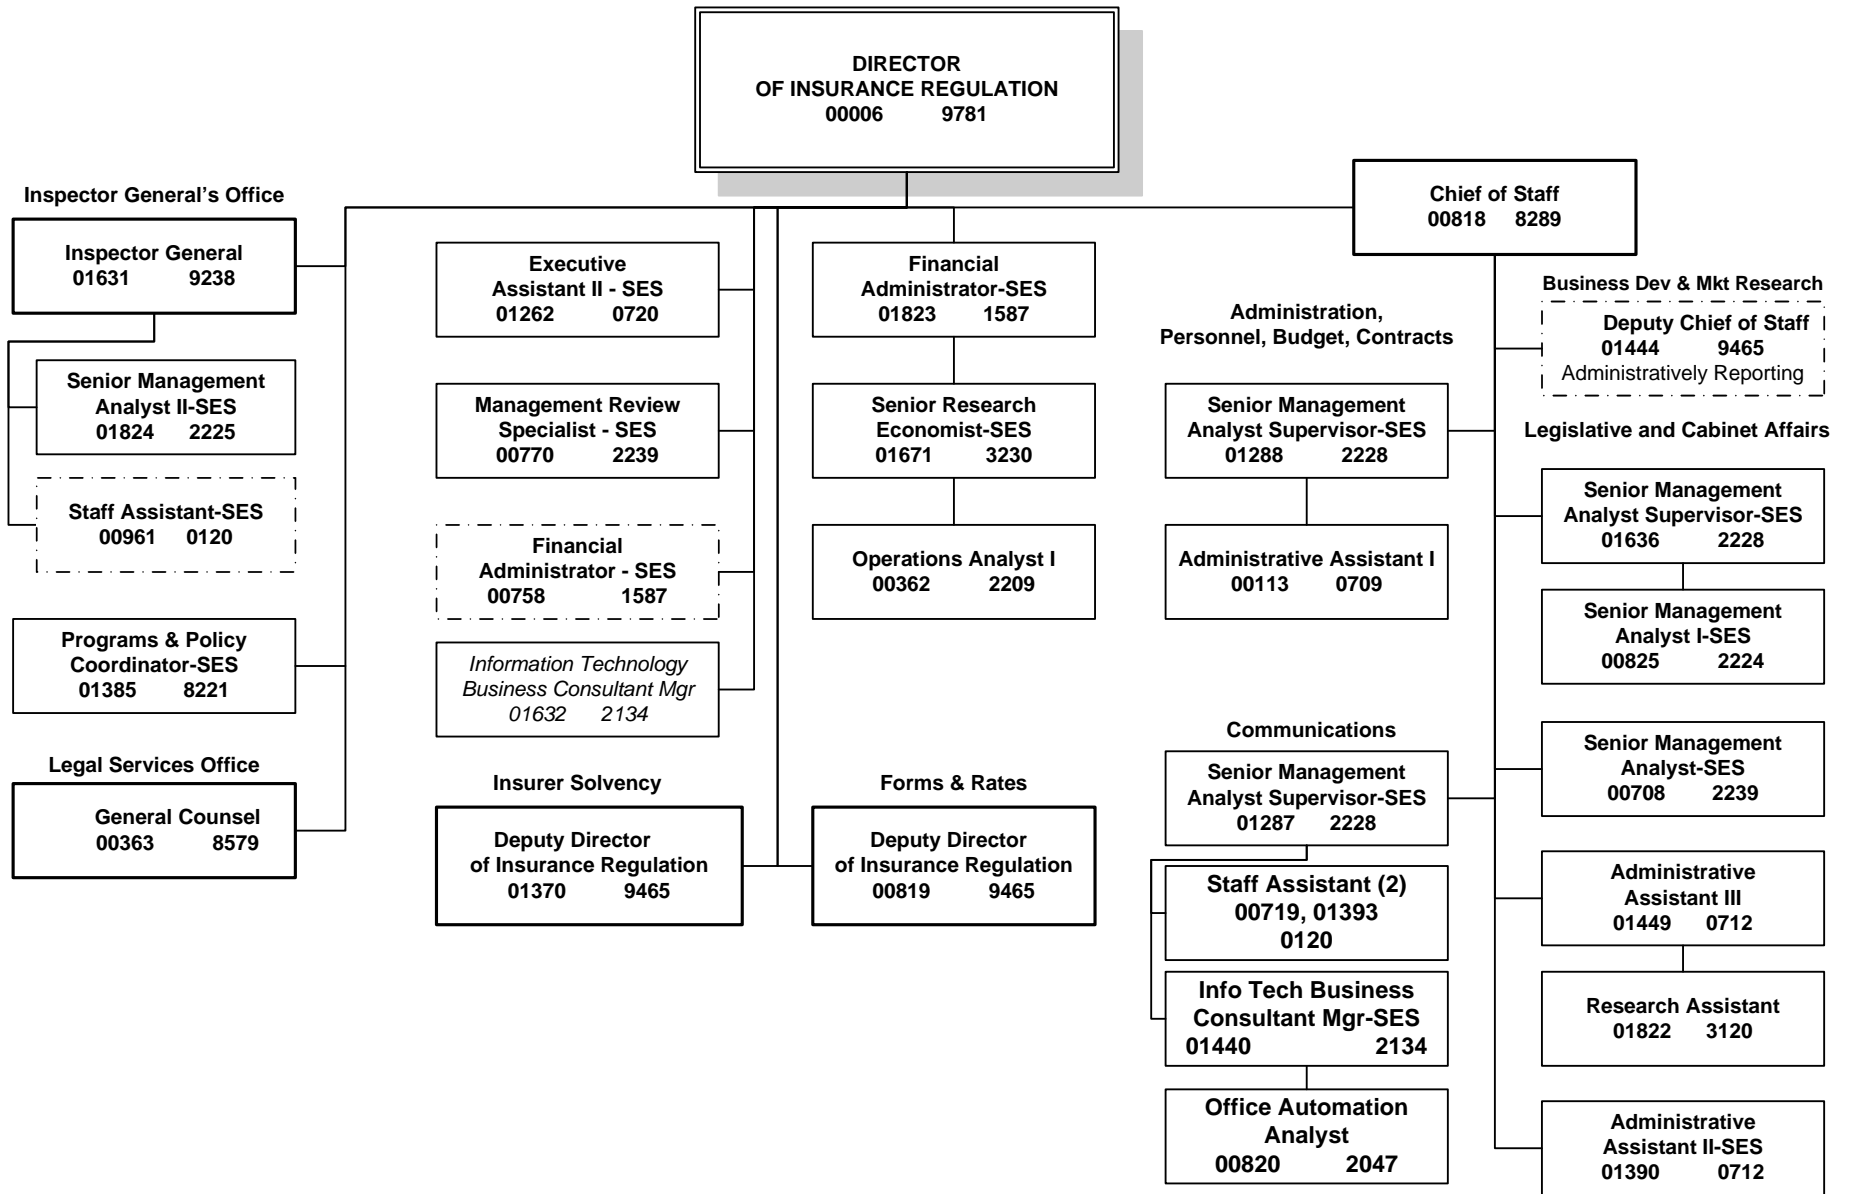 DIRECTOR
OF INSURANCE REGULATION
00006 9781
Inspector General’s Office
Inspector General
01631 9238
Senior Management
Analyst II-SES
01824 2225
Staff Assistant-SES
00961 0120
Programs & Policy
Coordinator-SES
01385 8221
Legal Services Office
General Counsel
00363 8579
Executive
Assistant II - SES
01262 0720
Management Review
Specialist - SES
00770 2239
Financial
Administrator - SES
00758 1587
Information Technology
Business Consultant Mgr
01632 2134
Insurer Solvency
Deputy Director
of Insurance Regulation
01370 9465
Financial
Administrator-SES
01823 1587
Senior Research
Economist-SES
01671 3230
Operations Analyst I
00362 2209
Forms & Rates
Deputy Director
of Insurance Regulation
00819 9465
Chief of Staff
00818 8289
Administration,
Personnel, Budget, Contracts
Senior Management
Analyst Supervisor-SES
01288 2228
Administrative Assistant I
00113 0709
Communications
Senior Management
Analyst Supervisor-SES
01287 2228
Staff Assistant (2)
00719, 01393
0120
Info Tech Business
Consultant Mgr-SES
01440 2134
Office Automation
Analyst
00820 2047
Business Dev & Mkt Research
Deputy Chief of Staff
01444 9465
Administratively Reporting
Legislative and Cabinet Affairs
Senior Management
Analyst Supervisor-SES
01636 2228
Senior Management
Analyst I-SES
00825 2224
Senior Management
Analyst-SES
00708 2239
Administrative
Assistant III
01449 0712
Research Assistant
01822 3120
Administrative
Assistant II-SES
01390 0712